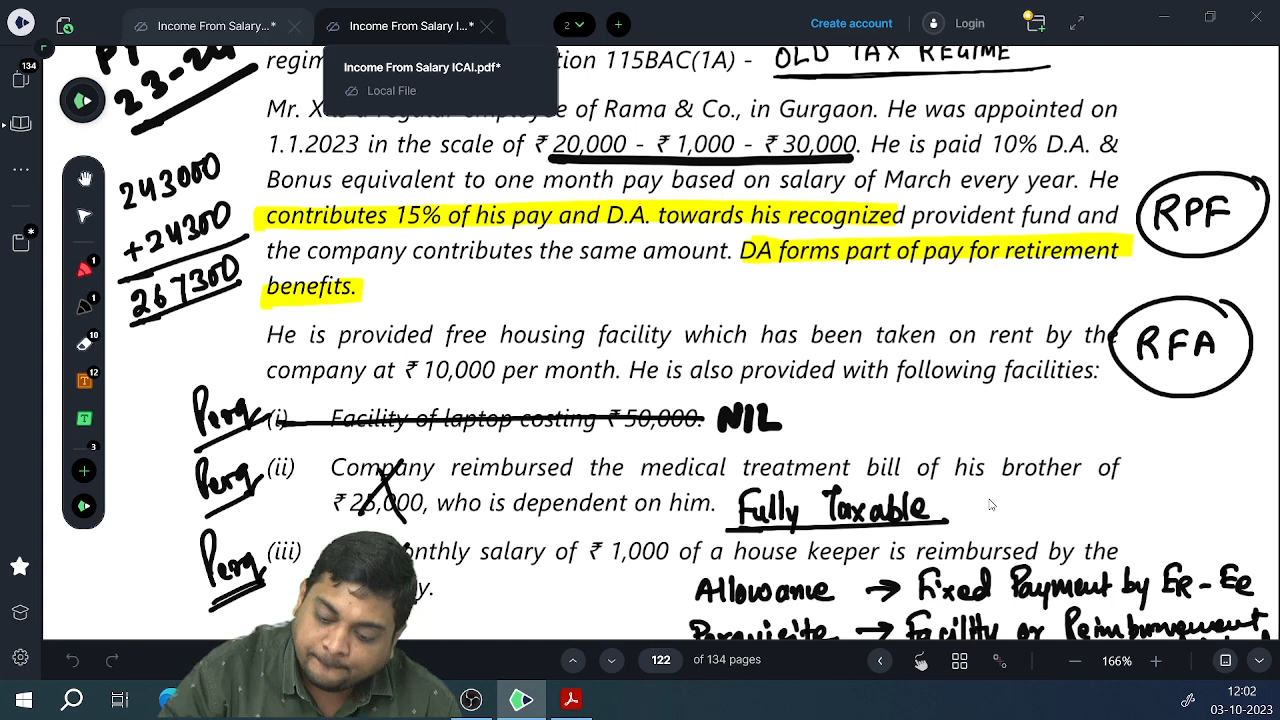 Income From Salary ICAI.pdf*
Income From Salary I...pdf*
2
Create account
Login
134
Income From Salary ICAI.pdf*
Local File
23-24
regim
tion 115BAC(1A) - OLD TAX REGIME
Mr. X
e of Rama & Co., in Gurgaon. He was appointed on
1.1.2023 in the scale of ₹ 20,000 - ₹ 1,000 - ₹ 30,000. He is paid 10% D.A. &
Bonus equivalent to one month pay based on salary of March every year. He
contributes 15% of his pay and D.A. towards his recognized provident fund and
the company contributes the same amount. DA forms part of pay for retirement
benefits.
243000
+24300
267300
RPF
He is provided free housing facility which has been taken on rent by the
company at ₹ 10,000 per month. He is also provided with following facilities:
RFA
Perq (i) Facility of laptop costing ₹ 50,000. NIL
Perq (ii) Company reimbursed the medical treatment bill of his brother of
₹ 25,000, who is dependent on him. Fully Taxable
Perq (iii) onthly salary of ₹ 1,000 of a house keeper is reimbursed by the
y.
Allowance → Fixed Payment by ER - EE
Perquisite → Facility or Reimbursement
1
1
10
12
3
122 of 134 pages
166%
12:02
03-10-2023